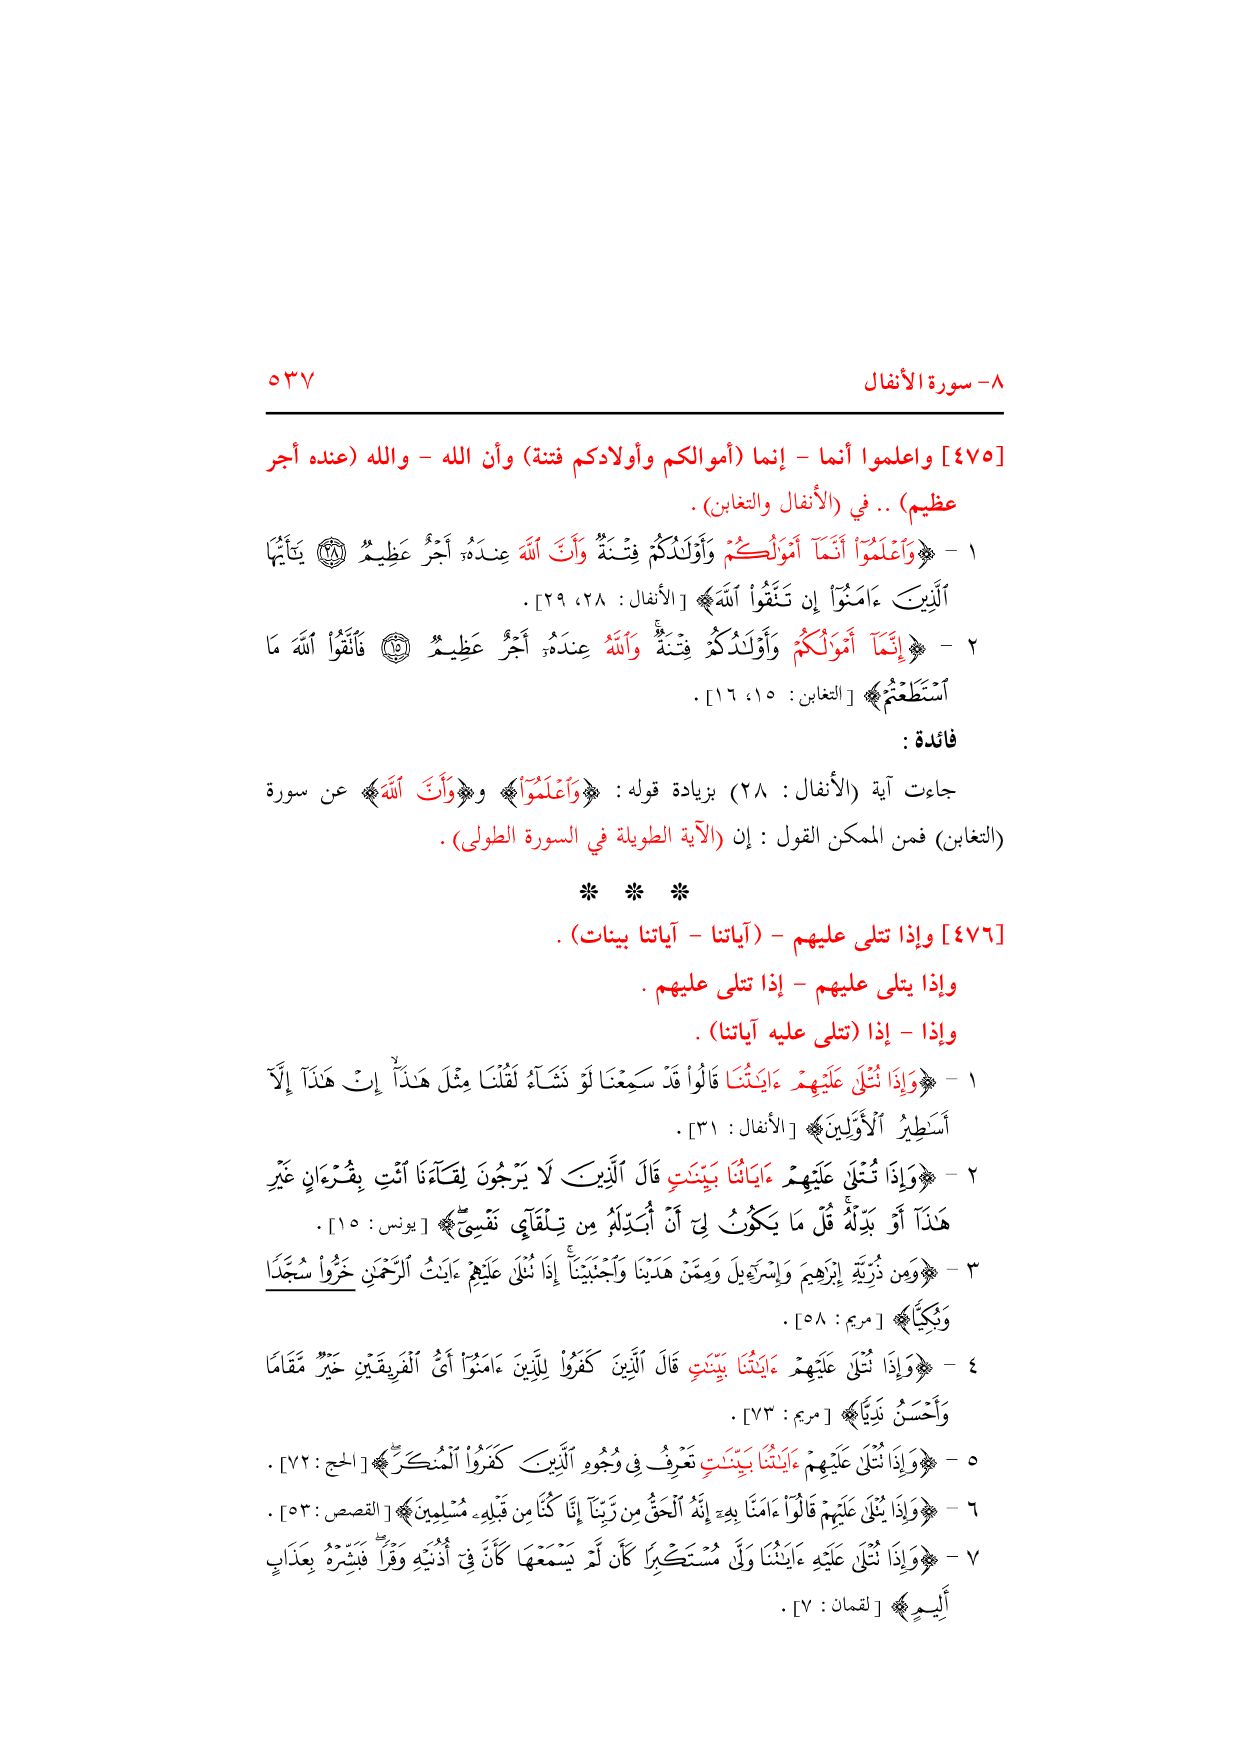 ٨- سورة الأنفال ٥٣٧
[٤٧٥] واعلموا أنما - إنما (أموالكم وأولادكم فتنة) وأن الله - والله (عنده أجر
عظيم) .. في (الأنفال والتغابن) .
١ - ﴿وَٱعۡلَمُوٓاْ أَنَّمَآ أَمۡوَٰلُكُمۡ وَأَوۡلَٰدُكُمۡ فِتۡنَةٞ وَأَنَّ ٱللَّهَ عِندَهُۥٓ أَجۡرٌ عَظِيمٞ ۝٢٨ يَٰٓأَيُّهَا
ٱلَّذِينَ ءَامَنُوٓاْ إِن تَتَّقُواْ ٱللَّهَ﴾ [الأنفال : ٢٨، ٢٩] .
٢ - ﴿إِنَّمَآ أَمۡوَٰلُكُمۡ وَأَوۡلَٰدُكُمۡ فِتۡنَةٞۚ وَٱللَّهُ عِندَهُۥٓ أَجۡرٌ عَظِيمٞ ۝١٥ فَٱتَّقُواْ ٱللَّهَ مَا
ٱسۡتَطَعۡتُمۡ﴾ [التغابن : ١٥، ١٦] .
فائدة :
جاءت آية (الأنفال : ٢٨) بزيادة قوله : ﴿وَٱعۡلَمُوٓاْ﴾ و﴿وَأَنَّ ٱللَّهَ﴾ عن سورة
(التغابن) فمن الممكن القول : إن (الآية الطويلة في السورة الطولى) .
❊ ❊ ❊
[٤٧٦] وإذا تتلى عليهم - (آياتنا - آياتنا بينات) .
وإذا يتلى عليهم - إذا تتلى عليهم .
وإذا - إذا (تتلى عليه آياتنا) .
١ - ﴿وَإِذَا تُتۡلَىٰ عَلَيۡهِمۡ ءَايَٰتُنَا قَالُواْ قَدۡ سَمِعۡنَا لَوۡ نَشَآءُ لَقُلۡنَا مِثۡلَ هَٰذَآۙ إِنۡ هَٰذَآ إِلَّآ
أَسَٰطِيرُ ٱلۡأَوَّلِينَ﴾ [الأنفال : ٣١] .
٢ - ﴿وَإِذَا تُتۡلَىٰ عَلَيۡهِمۡ ءَايَاتُنَا بَيِّنَٰتٖ قَالَ ٱلَّذِينَ لَا يَرۡجُونَ لِقَآءَنَا ٱئۡتِ بِقُرۡءَانٍ غَيۡرِ
هَٰذَآ أَوۡ بَدِّلۡهُۚ قُلۡ مَا يَكُونُ لِيٓ أَنۡ أُبَدِّلَهُۥ مِن تِلۡقَآيِٕ نَفۡسِيٓۖ﴾ [يونس : ١٥] .
٣ - ﴿وَمِن ذُرِّيَّةِ إِبۡرَٰهِيمَ وَإِسۡرَٰٓءِيلَ وَمِمَّنۡ هَدَيۡنَا وَٱجۡتَبَيۡنَآۚ إِذَا تُتۡلَىٰ عَلَيۡهِمۡ ءَايَٰتُ ٱلرَّحۡمَٰنِ خَرُّواْ سُجَّدٗا
وَبُكِيّٗا﴾ [مريم : ٥٨] .
٤ - ﴿وَإِذَا تُتۡلَىٰ عَلَيۡهِمۡ ءَايَٰتُنَا بَيِّنَٰتٖ قَالَ ٱلَّذِينَ كَفَرُواْ لِلَّذِينَ ءَامَنُوٓاْ أَيُّ ٱلۡفَرِيقَيۡنِ خَيۡرٞ مَّقَامٗا
وَأَحۡسَنُ نَدِيّٗا﴾ [مريم : ٧٣] .
٥ - ﴿وَإِذَا تُتۡلَىٰ عَلَيۡهِمۡ ءَايَٰتُنَا بَيِّنَٰتٖ تَعۡرِفُ فِي وُجُوهِ ٱلَّذِينَ كَفَرُواْ ٱلۡمُنكَرَۖ﴾ [الحج : ٧٢] .
٦ - ﴿وَإِذَا يُتۡلَىٰ عَلَيۡهِمۡ قَالُوٓاْ ءَامَنَّا بِهِۦٓ إِنَّهُ ٱلۡحَقُّ مِن رَّبِّنَآ إِنَّا كُنَّا مِن قَبۡلِهِۦ مُسۡلِمِينَ﴾ [القصص : ٥٣] .
٧ - ﴿وَإِذَا تُتۡلَىٰ عَلَيۡهِ ءَايَٰتُنَا وَلَّىٰ مُسۡتَكۡبِرٗا كَأَن لَّمۡ يَسۡمَعۡهَا كَأَنَّ فِيٓ أُذُنَيۡهِ وَقۡرٗاۖ فَبَشِّرۡهُ بِعَذَابٍ
أَلِيمٍ﴾ [لقمان : ٧] .